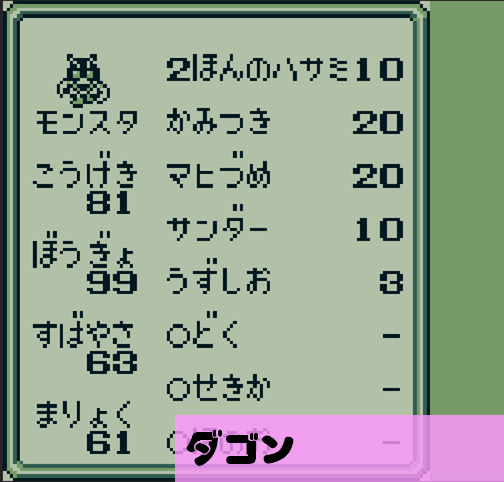 2ほんのハサミ10
モンスタ かみつき 20
こうげき マヒづめ 20
81
サンダー 10
ぼうぎょ
99 うずしお 3
すばやさ ○どく -
63
○せきか -
まりょく
61 -
ダゴン